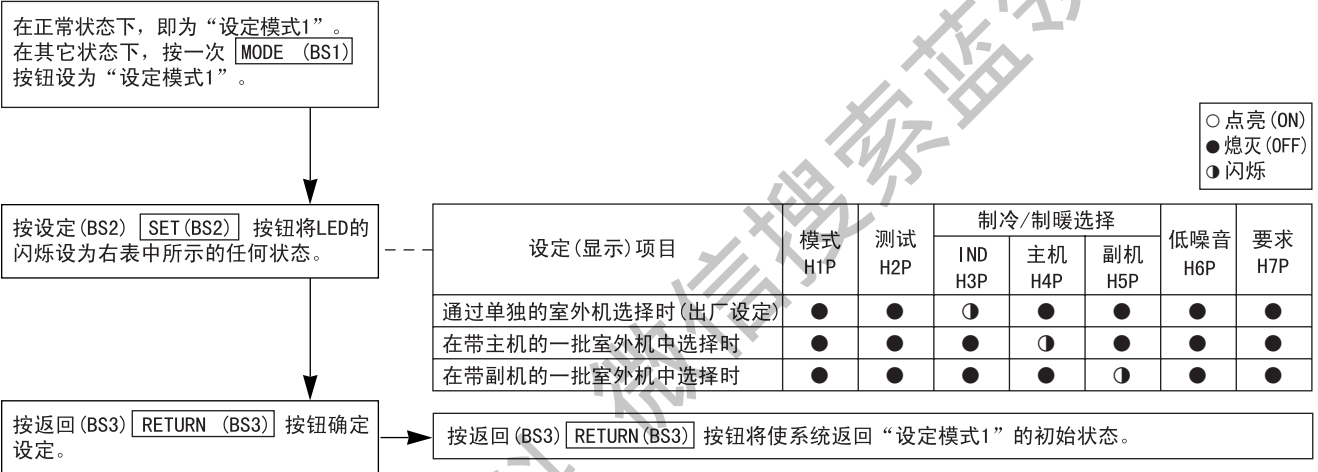 在正常状态下，即为“设定模式1”。
在其它状态下，按一次 MODE (BS1)
按钮设为“设定模式1”。
○点亮(ON)
●熄灭(OFF)
◑闪烁
按设定(BS2) SET(BS2) 按钮将LED的
闪烁设为右表中所示的任何状态。
设定(显示)项目 模式 H1P 测试 H2P 制冷/制暖选择 IND H3P 主机 H4P 副机 H5P 低噪音 H6P 要求 H7P
通过单独的室外机选择时(出厂设定) ● ● ◑ ● ● ● ●
在带主机的一批室外机中选择时 ● ● ● ◑ ● ● ●
在带副机的一批室外机中选择时 ● ● ● ● ◑ ● ●
按返回(BS3) RETURN (BS3) 按钮确定
设定。
按返回(BS3) RETURN(BS3) 按钮将使系统返回“设定模式1”的初始状态。
微信搜索蓝领